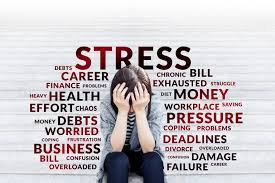 STRESS
DEBTS
CAREER
CHRONIC BILL
FINANCE PROBLEMS
EXHAUSTED STRUGGLE
HEALTH
DIET MONEY
EFFORT CHAOS
WORKPLACE SAVING
MONEY DEBTS
PRESSURE
WORRIED
COPING PROBLEMS
COPING FRUSTRATION
DEADLINES
BUSINESS
DIVORCE CONFUSION
BILL CONFUSION
OVERLOADED DAMAGE
OVERLOADED
FAILURE CAREER